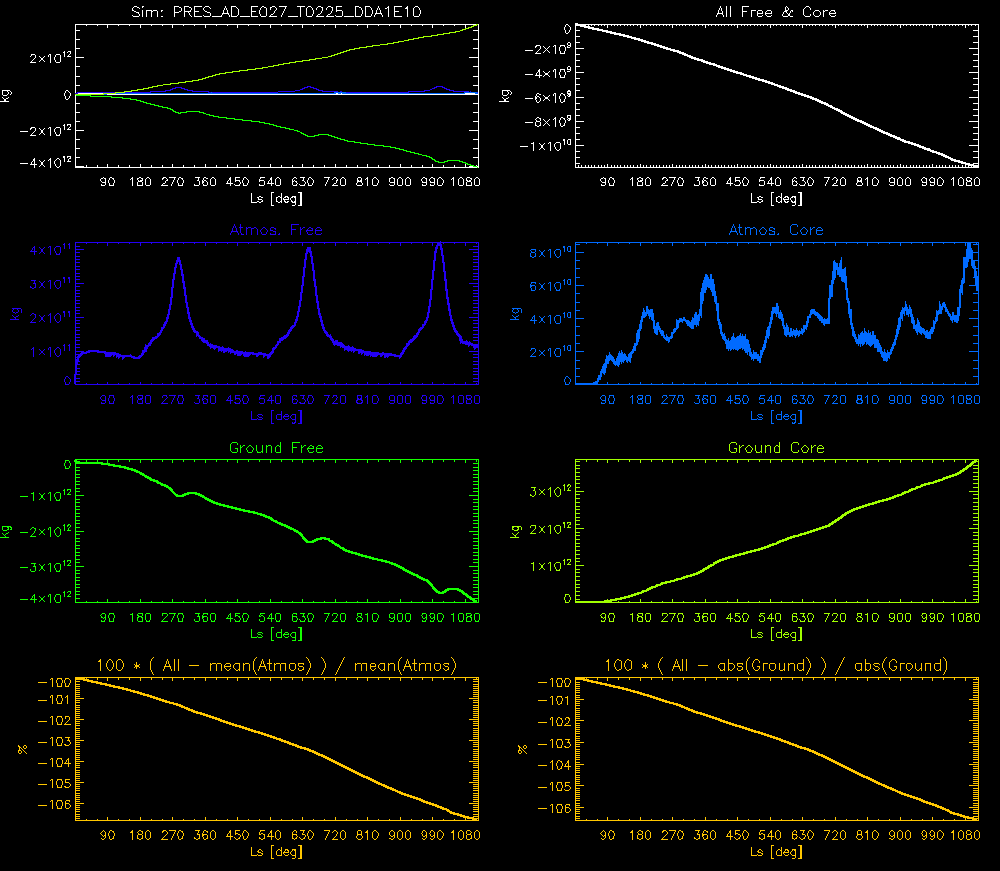 Sim: PRES_AD_E027_T0225_DDA1E10
2×10¹²
0
−2×10¹²
−4×10¹²
kg
90 180 270 360 450 540 630 720 810 900 990 1080
Ls [deg]
All Free & Core
0
−2×10⁹
−4×10⁹
−6×10⁹
−8×10⁹
−1×10¹⁰
kg
90 180 270 360 450 540 630 720 810 900 990 1080
Ls [deg]
Atmos. Free
4×10¹¹
3×10¹¹
2×10¹¹
1×10¹¹
0
kg
90 180 270 360 450 540 630 720 810 900 990 1080
Ls [deg]
Atmos. Core
8×10¹⁰
6×10¹⁰
4×10¹⁰
2×10¹⁰
0
kg
90 180 270 360 450 540 630 720 810 900 990 1080
Ls [deg]
Ground Free
0
−1×10¹²
−2×10¹²
−3×10¹²
−4×10¹²
kg
90 180 270 360 450 540 630 720 810 900 990 1080
Ls [deg]
Ground Core
3×10¹²
2×10¹²
1×10¹²
0
kg
90 180 270 360 450 540 630 720 810 900 990 1080
Ls [deg]
100 * ( All − mean(Atmos) ) / mean(Atmos)
−100
−101
−102
−103
−104
−105
−106
%
90 180 270 360 450 540 630 720 810 900 990 1080
Ls [deg]
100 * ( All − abs(Ground) ) / abs(Ground)
−100
−101
−102
−103
−104
−105
−106
%
90 180 270 360 450 540 630 720 810 900 990 1080
Ls [deg]